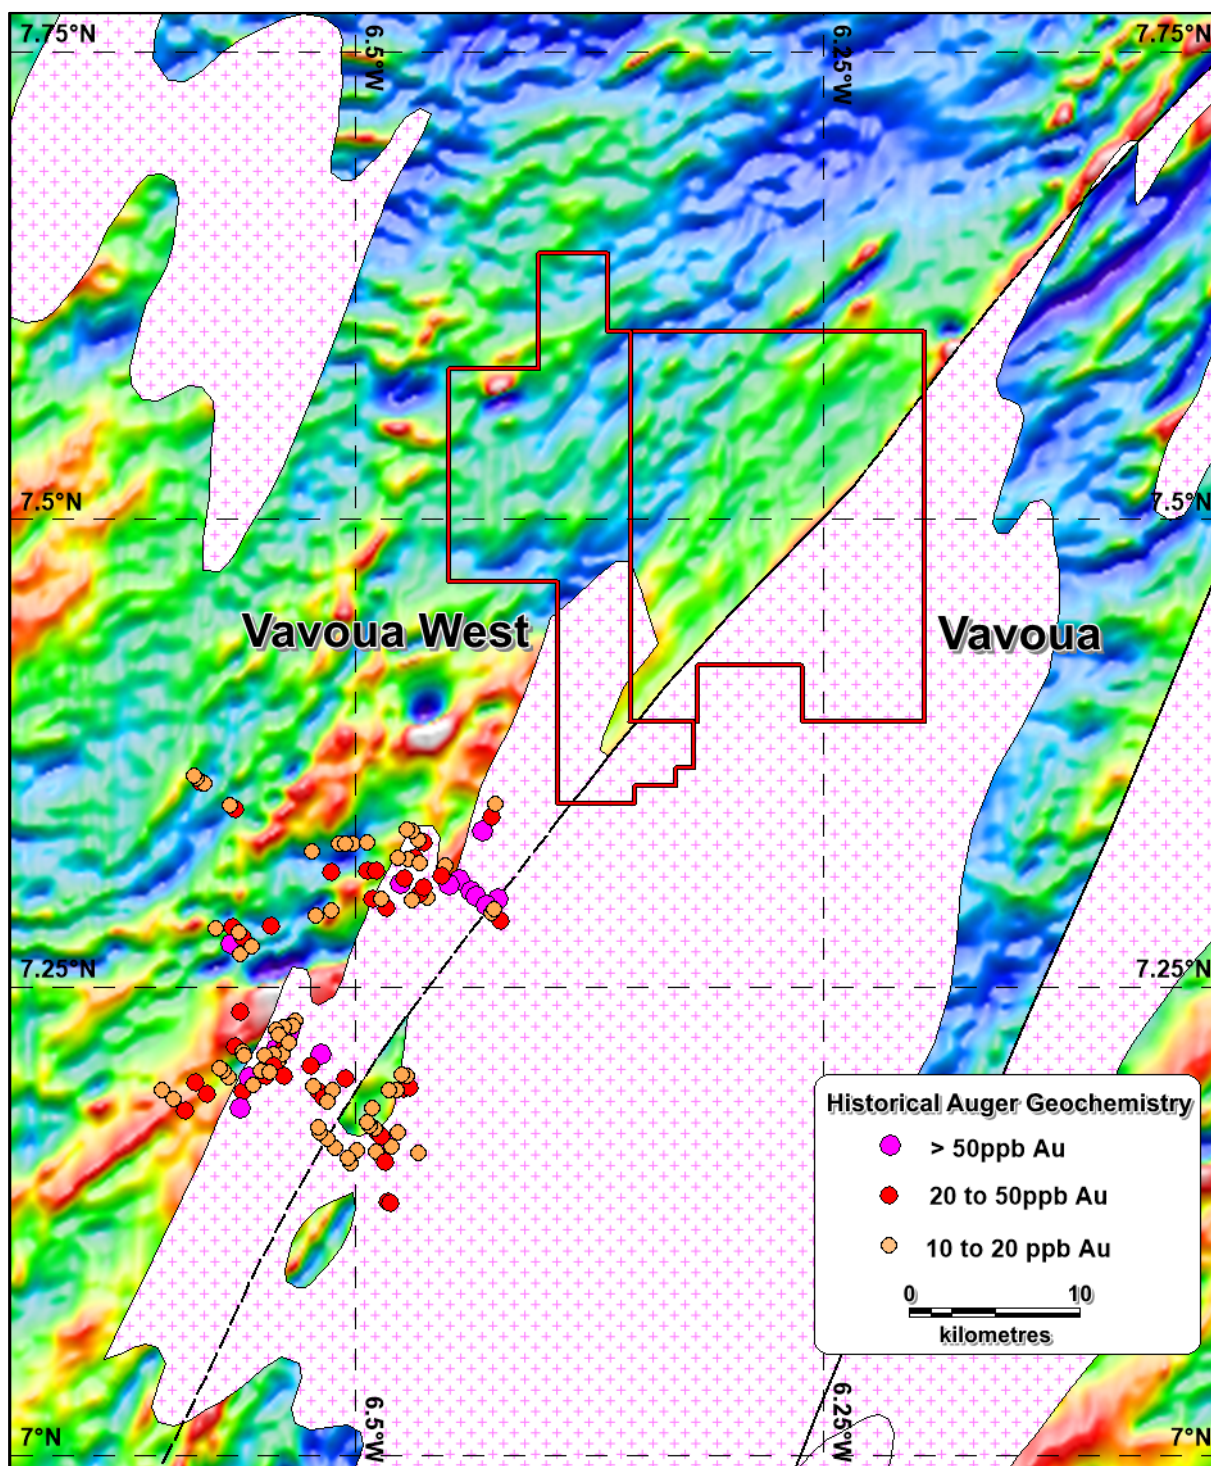 7.75°N
6.5°W
6.25°W
7.75°N
7.5°N
7.5°N
Vavoua West
Vavoua
7.25°N
7.25°N
Historical Auger Geochemistry
> 50ppb Au
20 to 50ppb Au
10 to 20 ppb Au
0 10
kilometres
6.5°W
6.25°W
7°N
7°N